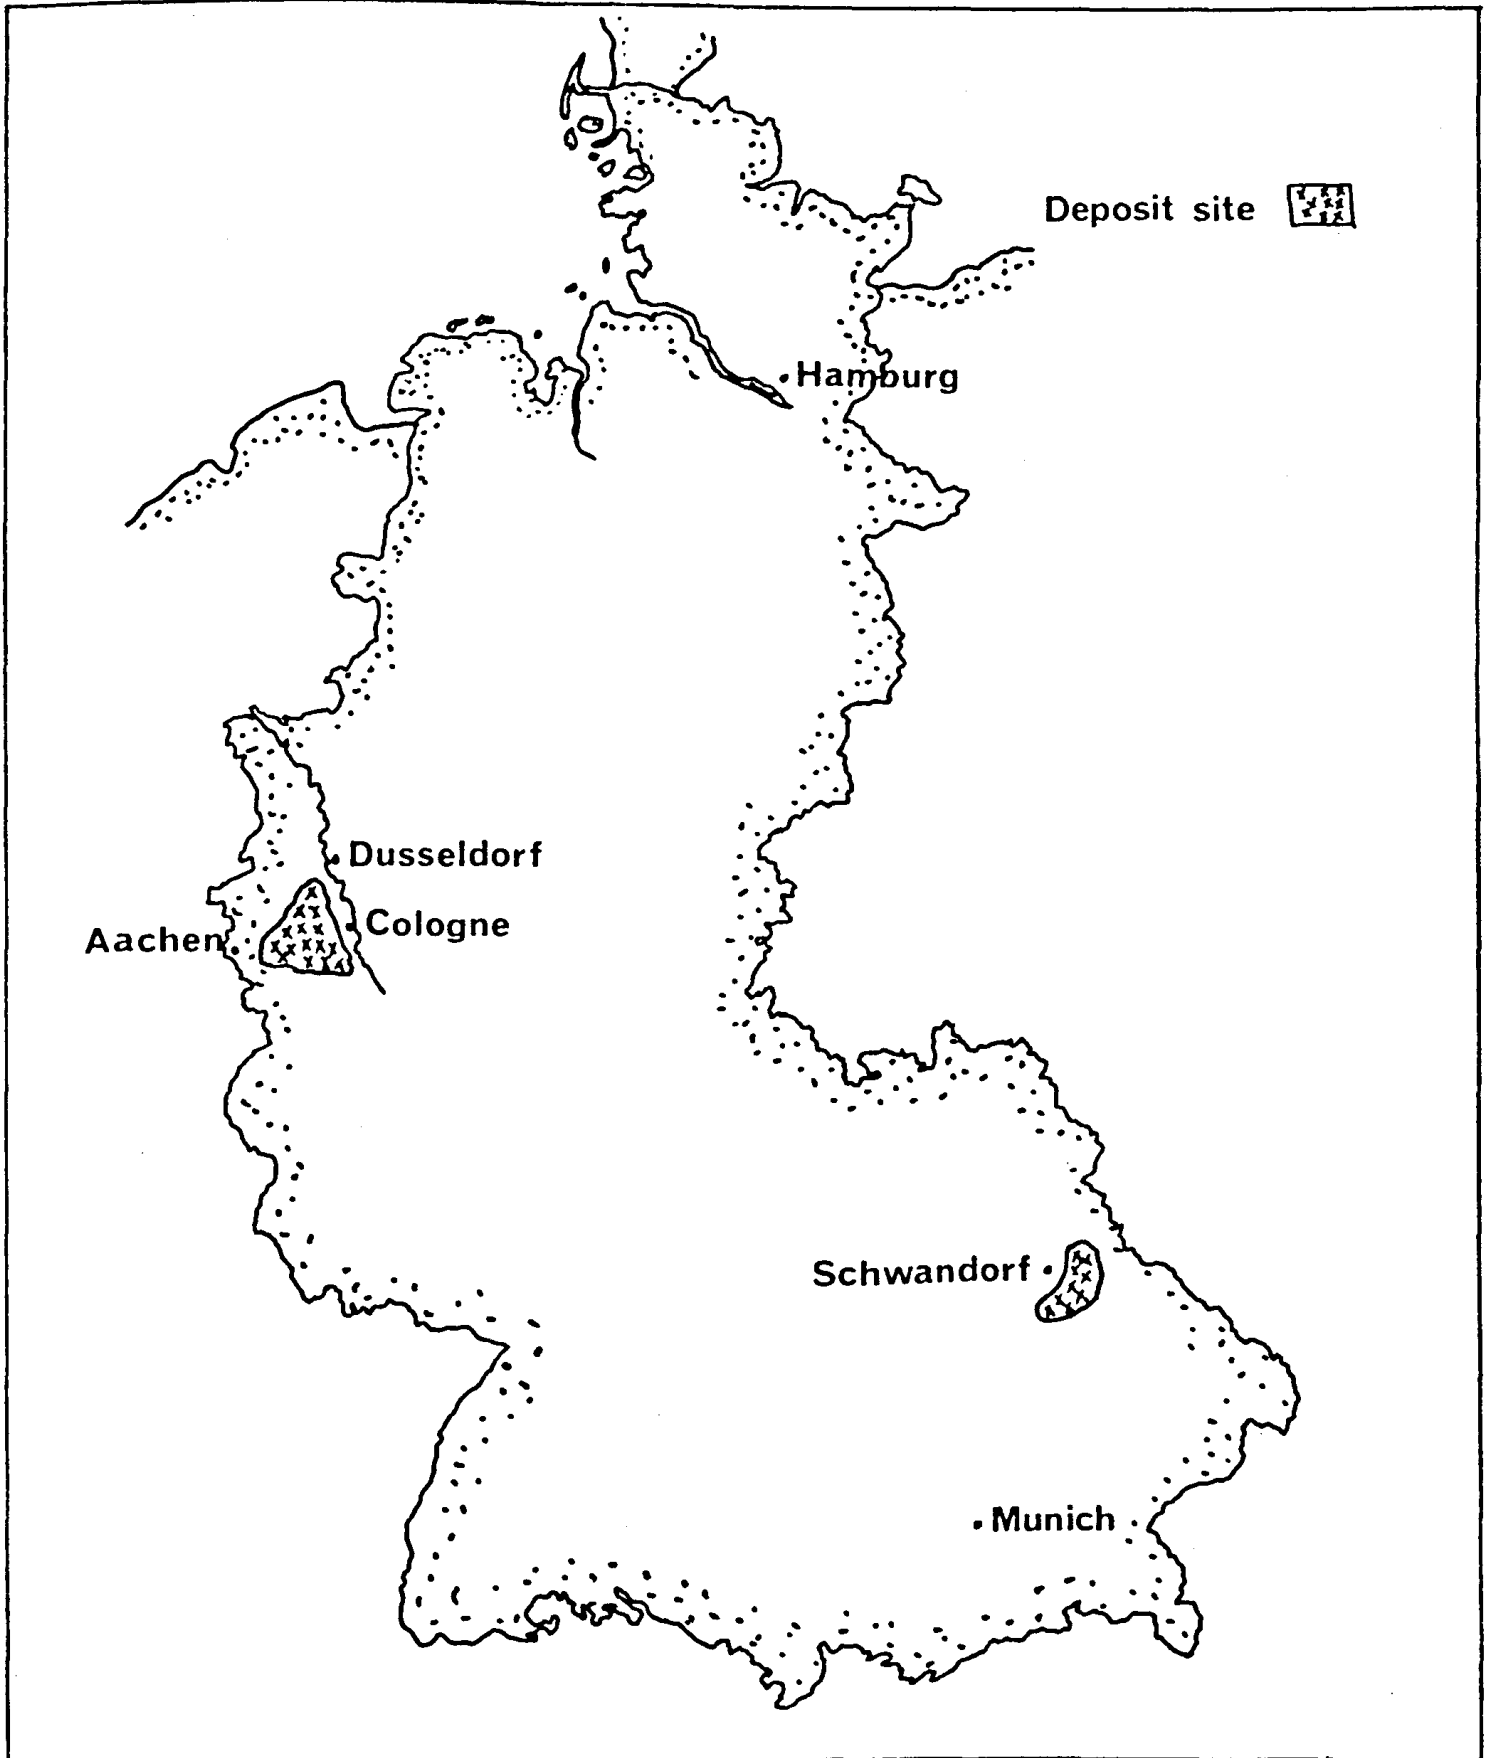 Deposit site
Hamburg
Dusseldorf
Cologne
Aachen
Schwandorf
Munich